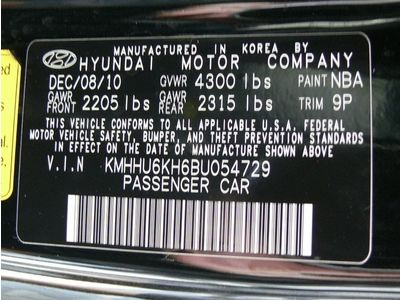 MANUFACTURED IN KOREA BY
HYUNDAI MOTOR COMPANY
DEC/08/10 GVWR 4300 lbs PAINT NBA
GAWR FRONT 2205 lbs GAWR REAR 2315 lbs TRIM 9P
THIS VEHICLE CONFORMS TO ALL APPLICABLE U.S.A. FEDERAL
MOTOR VEHICLE SAFETY, BUMPER, AND THEFT PREVENTION STANDARDS
IN EFFECT ON THE DATE OF MANUFACTURE SHOWN ABOVE.
V.I.N KMHHU6KH6BU054729
PASSENGER CAR